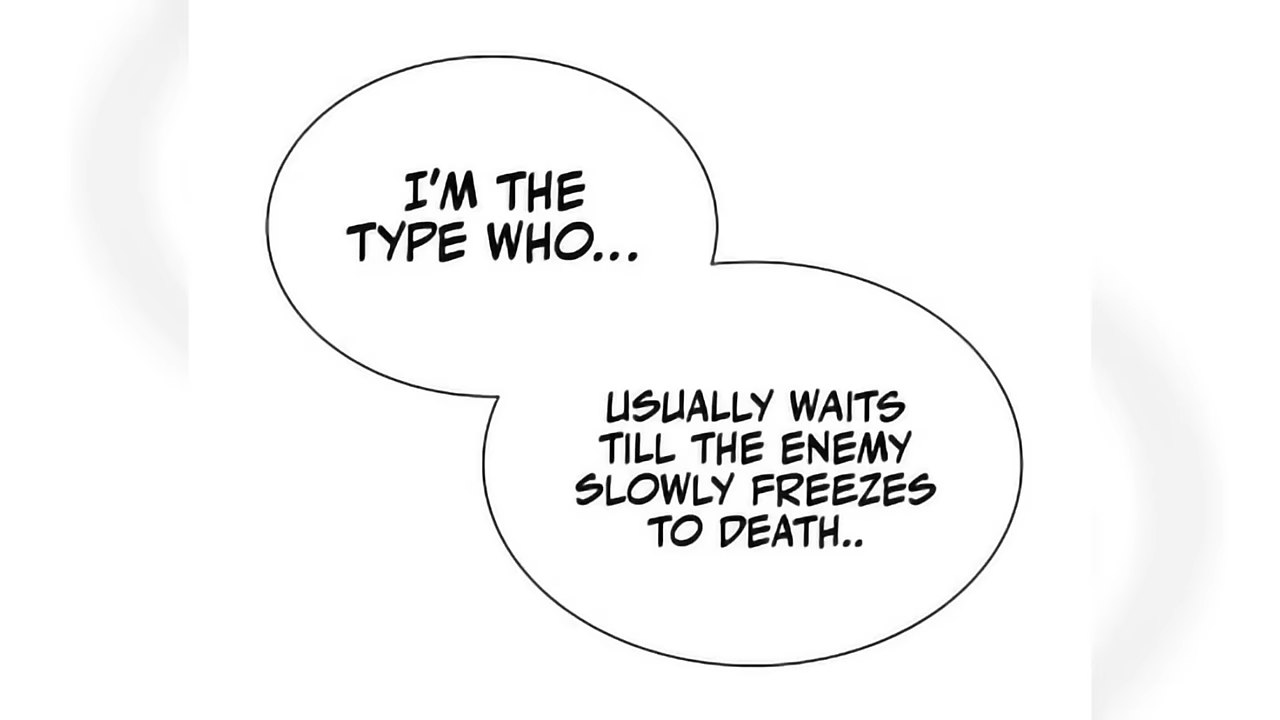 I'M THE
TYPE WHO...
USUALLY WAITS
TILL THE ENEMY
SLOWLY FREEZES
TO DEATH..